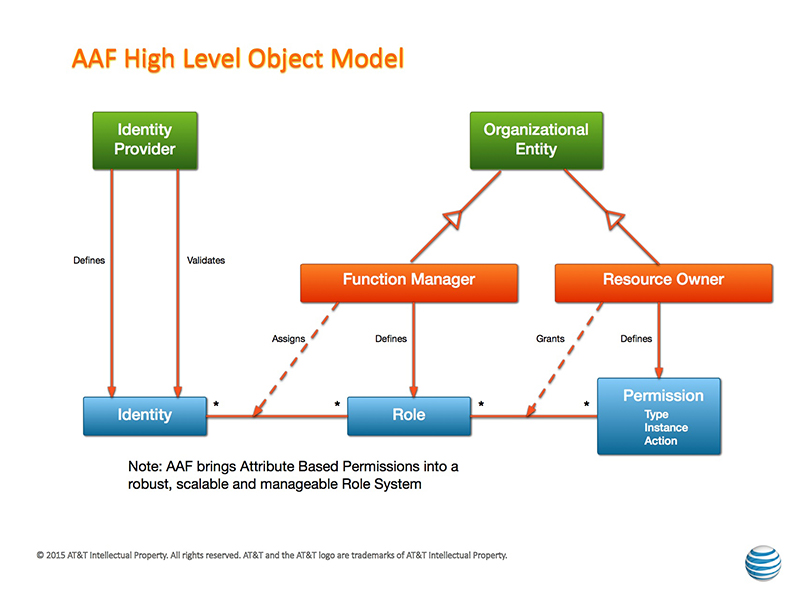 AAF High Level Object Model
Identity
Provider
Organizational
Entity
Defines
Validates
Function Manager
Resource Owner
Assigns
Defines
Grants
Defines
Identity
*
*
Role
*
*
Permission
Type
Instance
Action
Note: AAF brings Attribute Based Permissions into a
robust, scalable and manageable Role System
© 2015 AT&T Intellectual Property. All rights reserved. AT&T and the AT&T logo are trademarks of AT&T Intellectual Property.